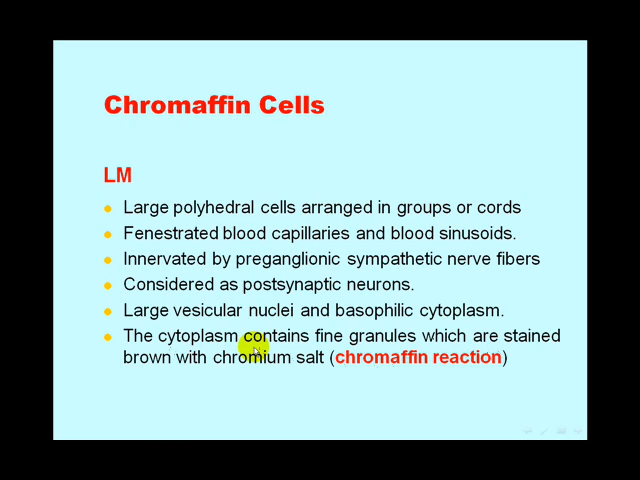 Chromaffin Cells
LM
Large polyhedral cells arranged in groups or cords
Fenestrated blood capillaries and blood sinusoids.
Innervated by preganglionic sympathetic nerve fibers
Considered as postsynaptic neurons.
Large vesicular nuclei and basophilic cytoplasm.
The cytoplasm contains fine granules which are stained
brown with chromium salt (chromaffin reaction)